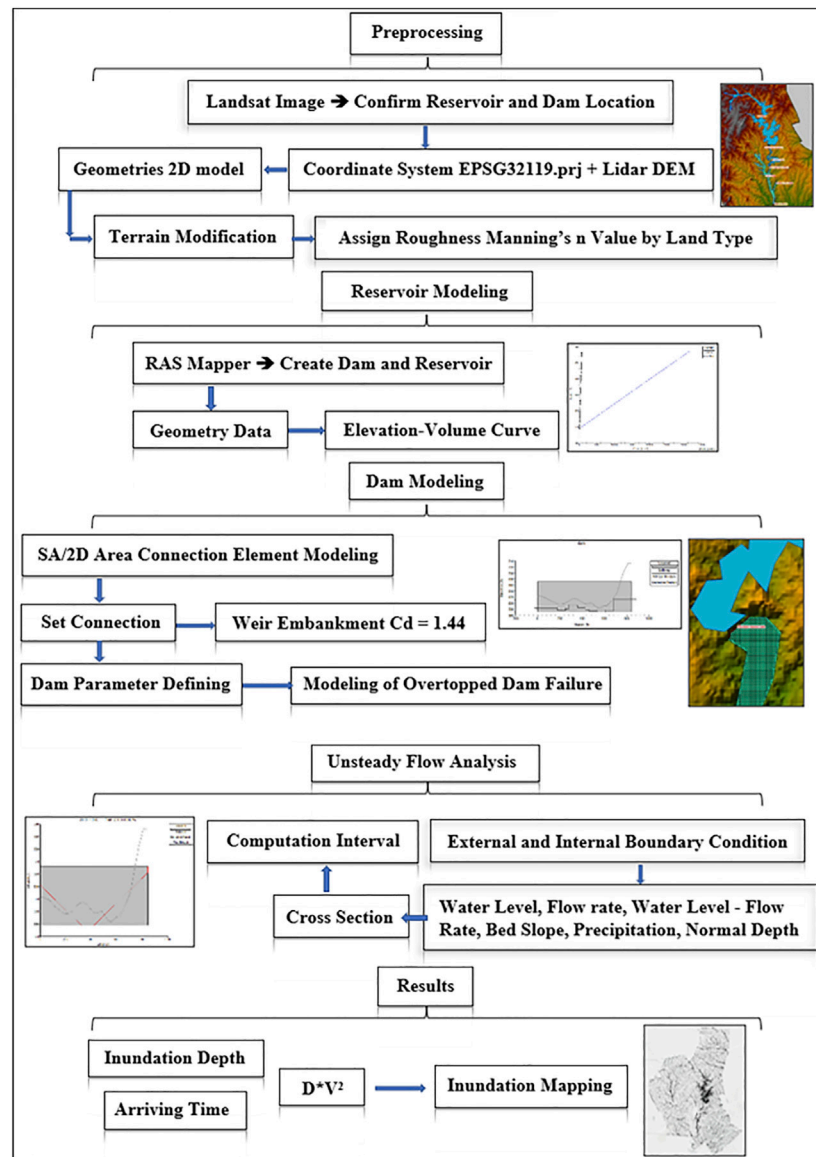 Preprocessing
Landsat Image ➔ Confirm Reservoir and Dam Location
Geometries 2D model
Coordinate System EPSG32119.prj + Lidar DEM
Terrain Modification
Assign Roughness Manning's n Value by Land Type
Reservoir Modeling
RAS Mapper ➔ Create Dam and Reservoir
Geometry Data
Elevation-Volume Curve
Dam Modeling
SA/2D Area Connection Element Modeling
Set Connection
Weir Embankment Cd = 1.44
Dam Parameter Defining
Modeling of Overtopped Dam Failure
Unsteady Flow Analysis
Computation Interval
External and Internal Boundary Condition
Cross Section
Water Level, Flow rate, Water Level - Flow
Rate, Bed Slope, Precipitation, Normal Depth
Results
Inundation Depth
Arriving Time
D*V²
Inundation Mapping